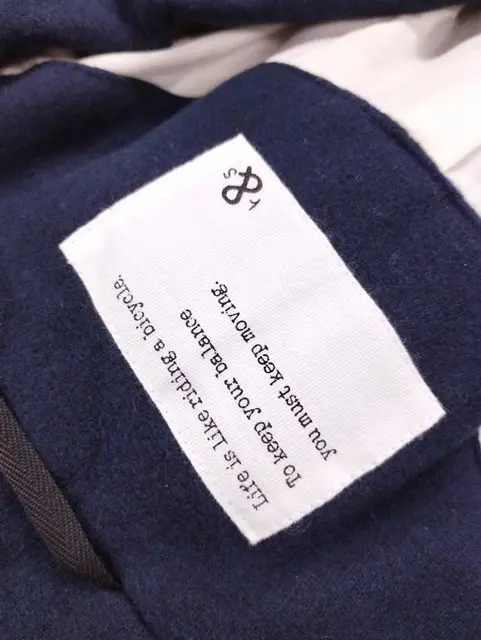 Life is like riding a bicycle.
To keep your balance
you must keep moving.